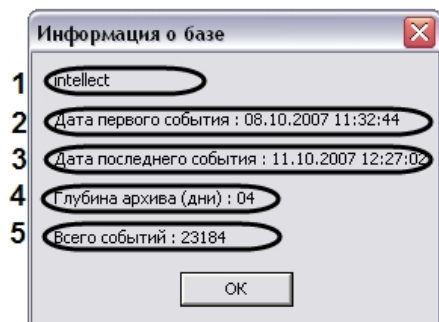 Информация о базе
1 intellect
2 Дата первого события : 08.10.2007 11:32:44
3 Дата последнего события : 11.10.2007 12:27:02
4 Глубина архива (дни) : 04
5 Всего событий : 23184
ОК